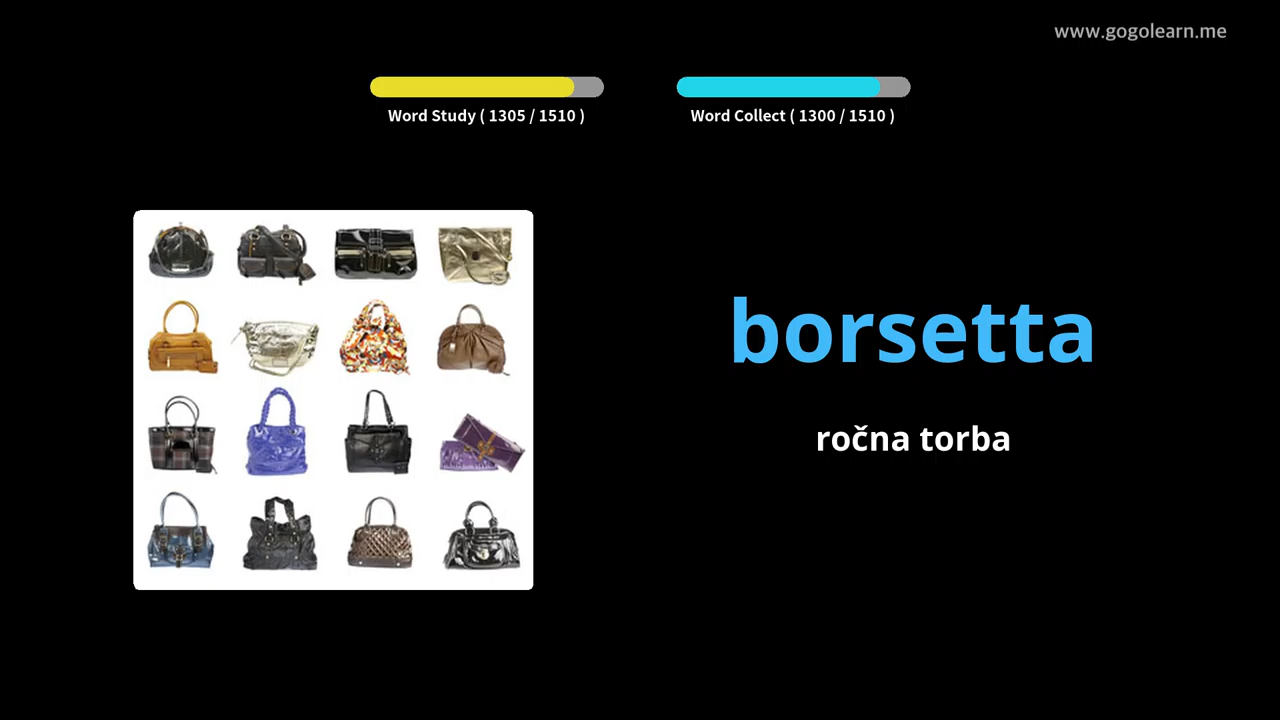 www.gogolearn.me
Word Study ( 1305 / 1510 )
Word Collect ( 1300 / 1510 )
borsetta
ročna torba